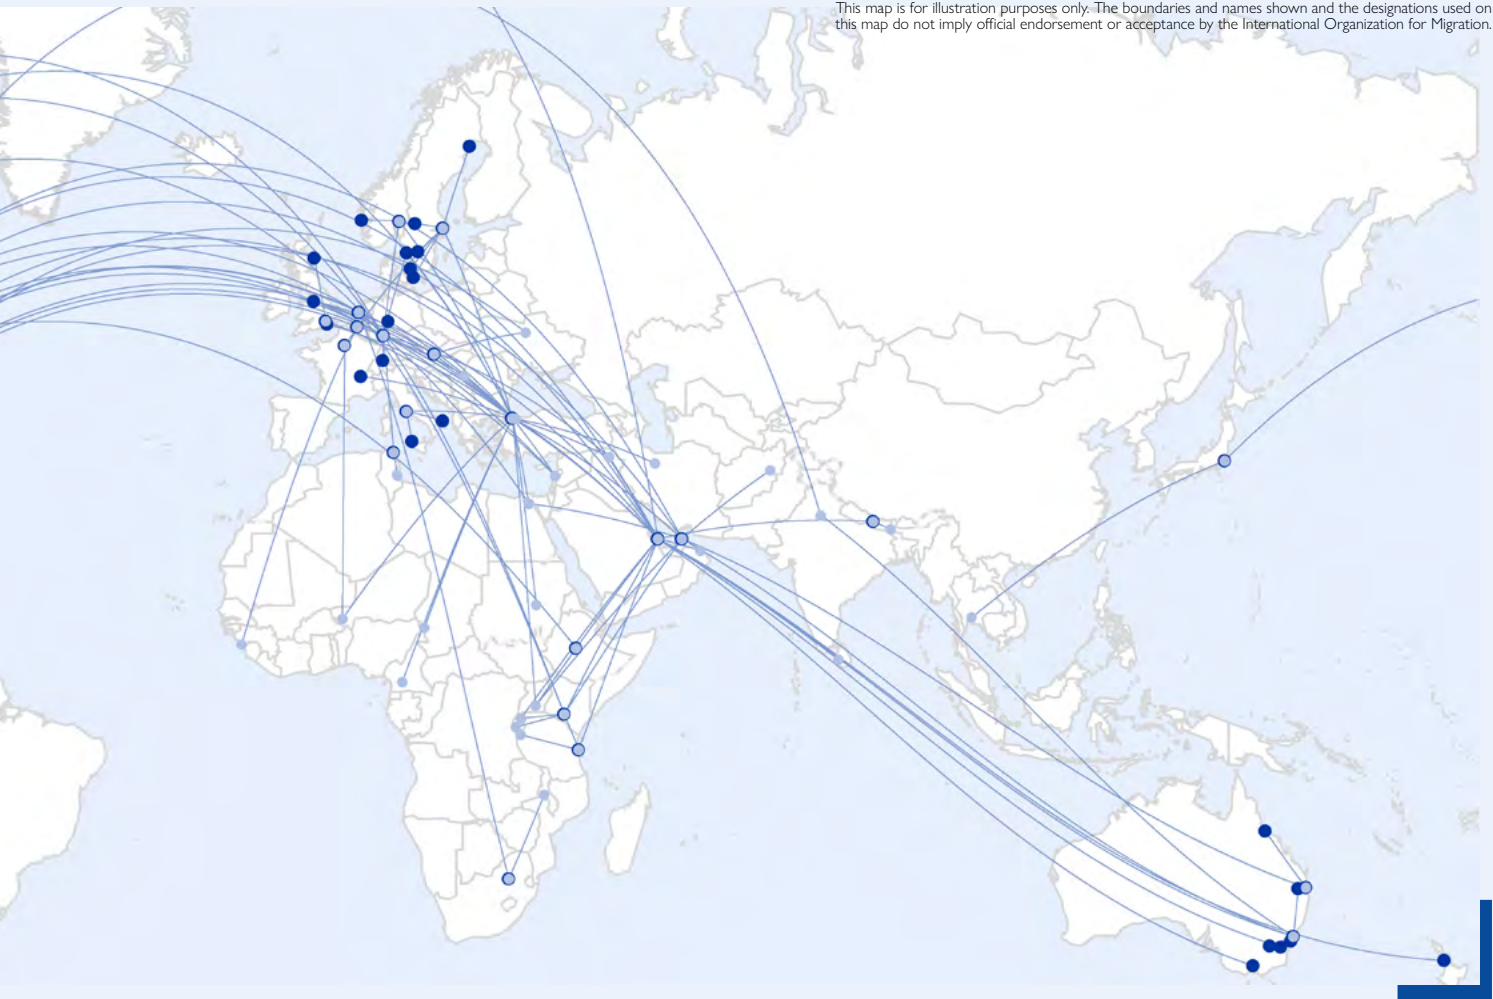 This map is for illustration purposes only. The boundaries and names shown and the designations used on
this map do not imply official endorsement or acceptance by the International Organization for Migration.